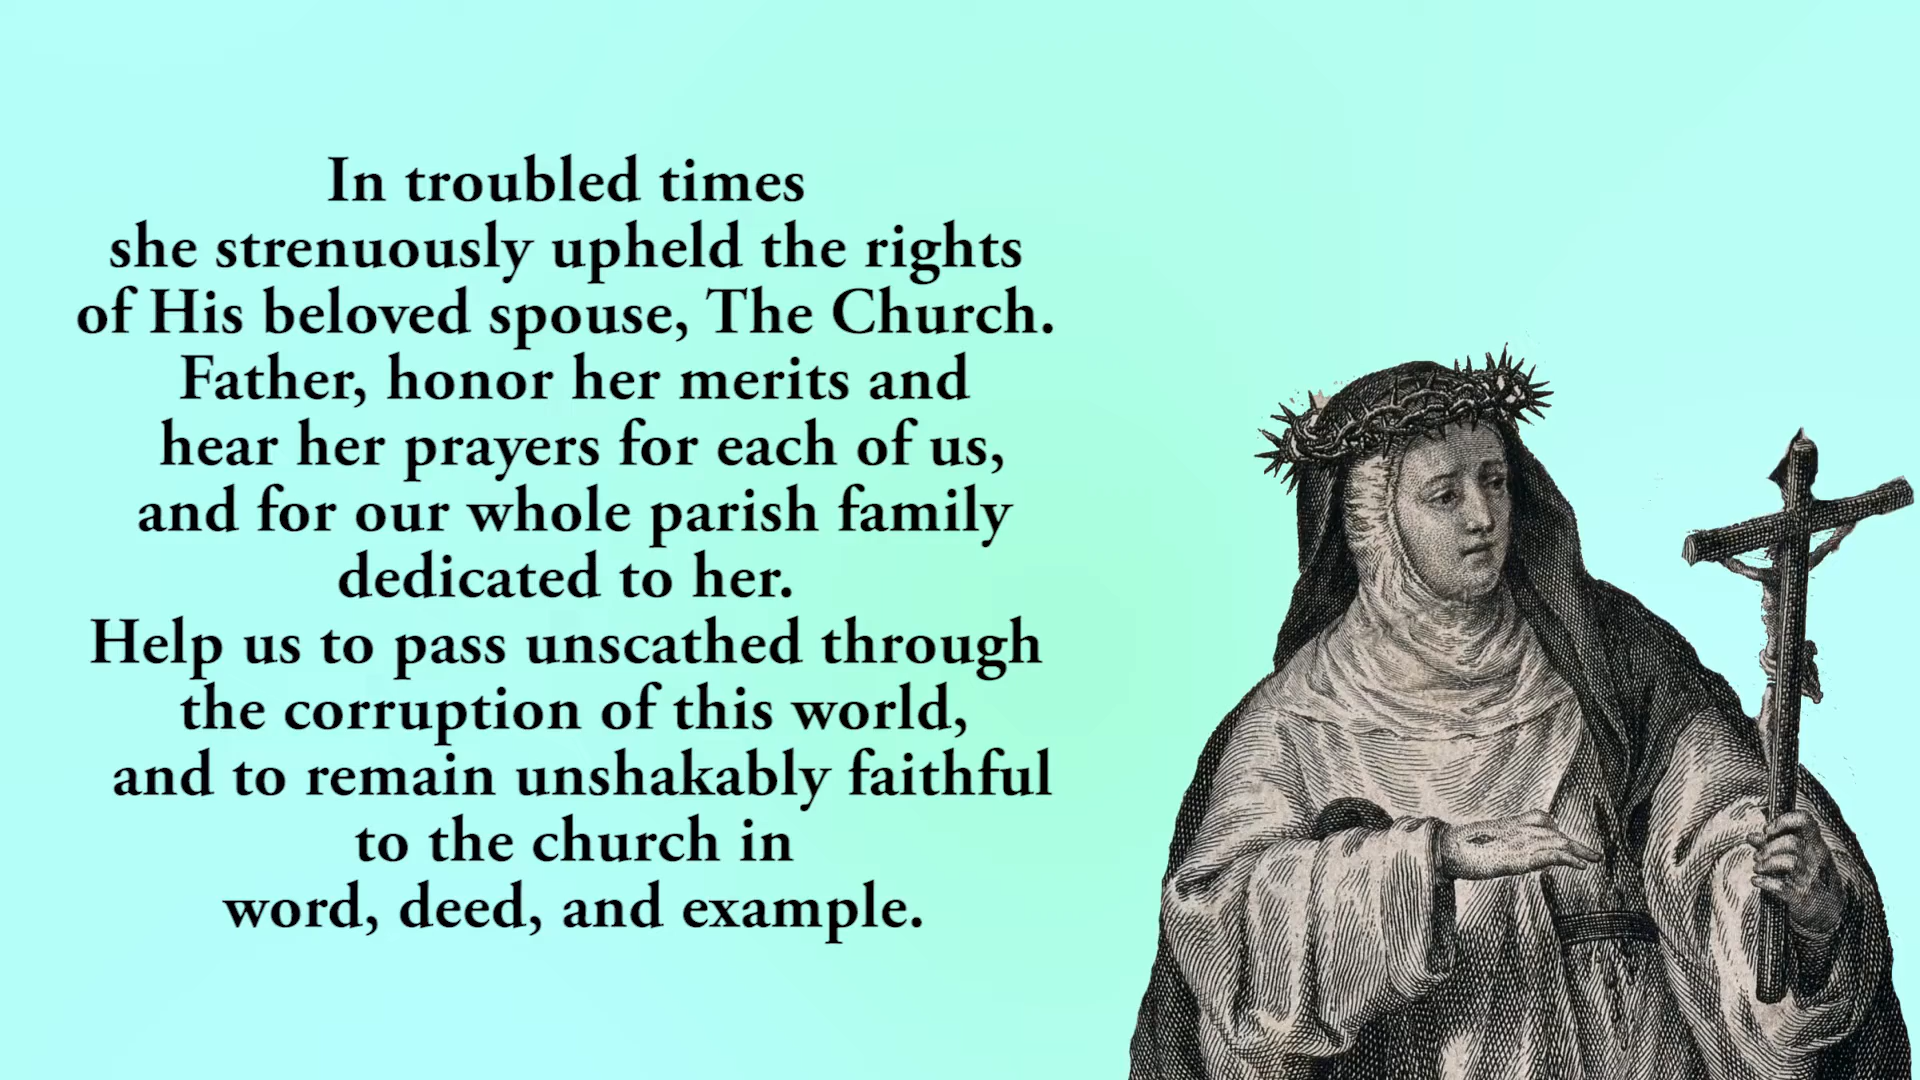 In troubled times
she strenuously upheld the rights
of His beloved spouse, The Church.
Father, honor her merits and
hear her prayers for each of us,
and for our whole parish family
dedicated to her.
Help us to pass unscathed through
the corruption of this world,
and to remain unshakably faithful
to the church in
word, deed, and example.